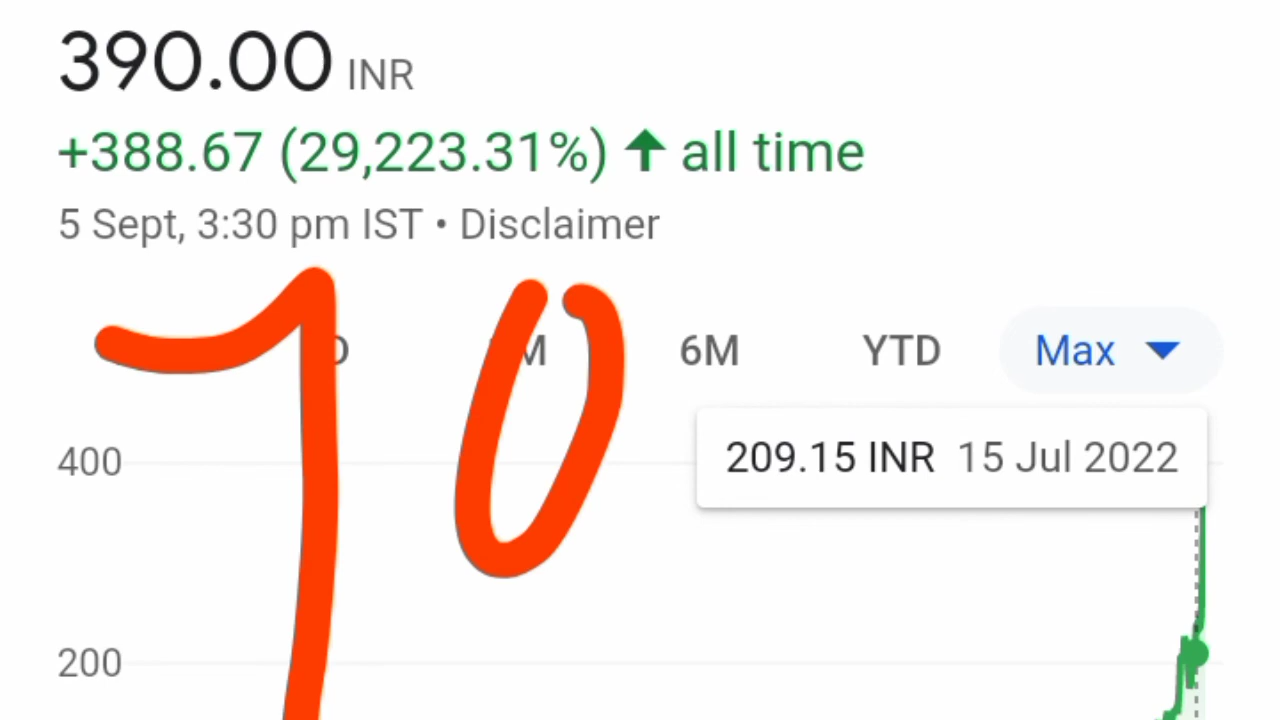 390.00 INR
+388.67 (29,223.31%) ↑ all time
5 Sept, 3:30 pm IST • Disclaimer
10
6M YTD Max
209.15 INR 15 Jul 2022
400
200